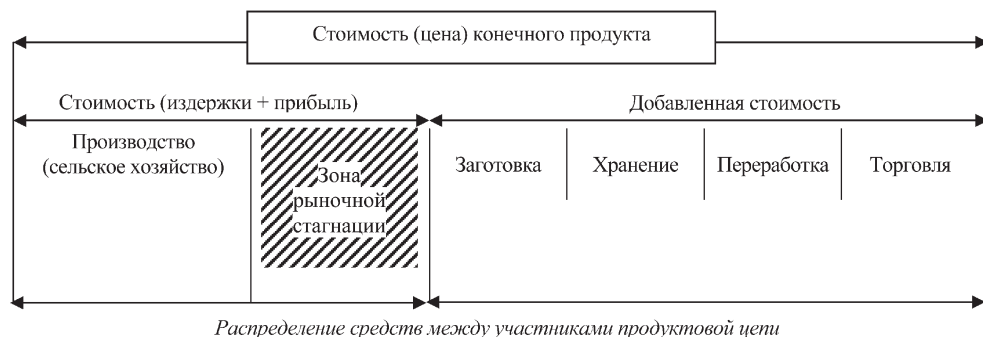 Стоимость (цена) конечного продукта
Стоимость (издержки + прибыль)
Добавленная стоимость
Производство
(сельское хозяйство)
Зона
рыночной
стагнации
Заготовка
Хранение
Переработка
Торговля
Распределение средств между участниками продуктовой цепи